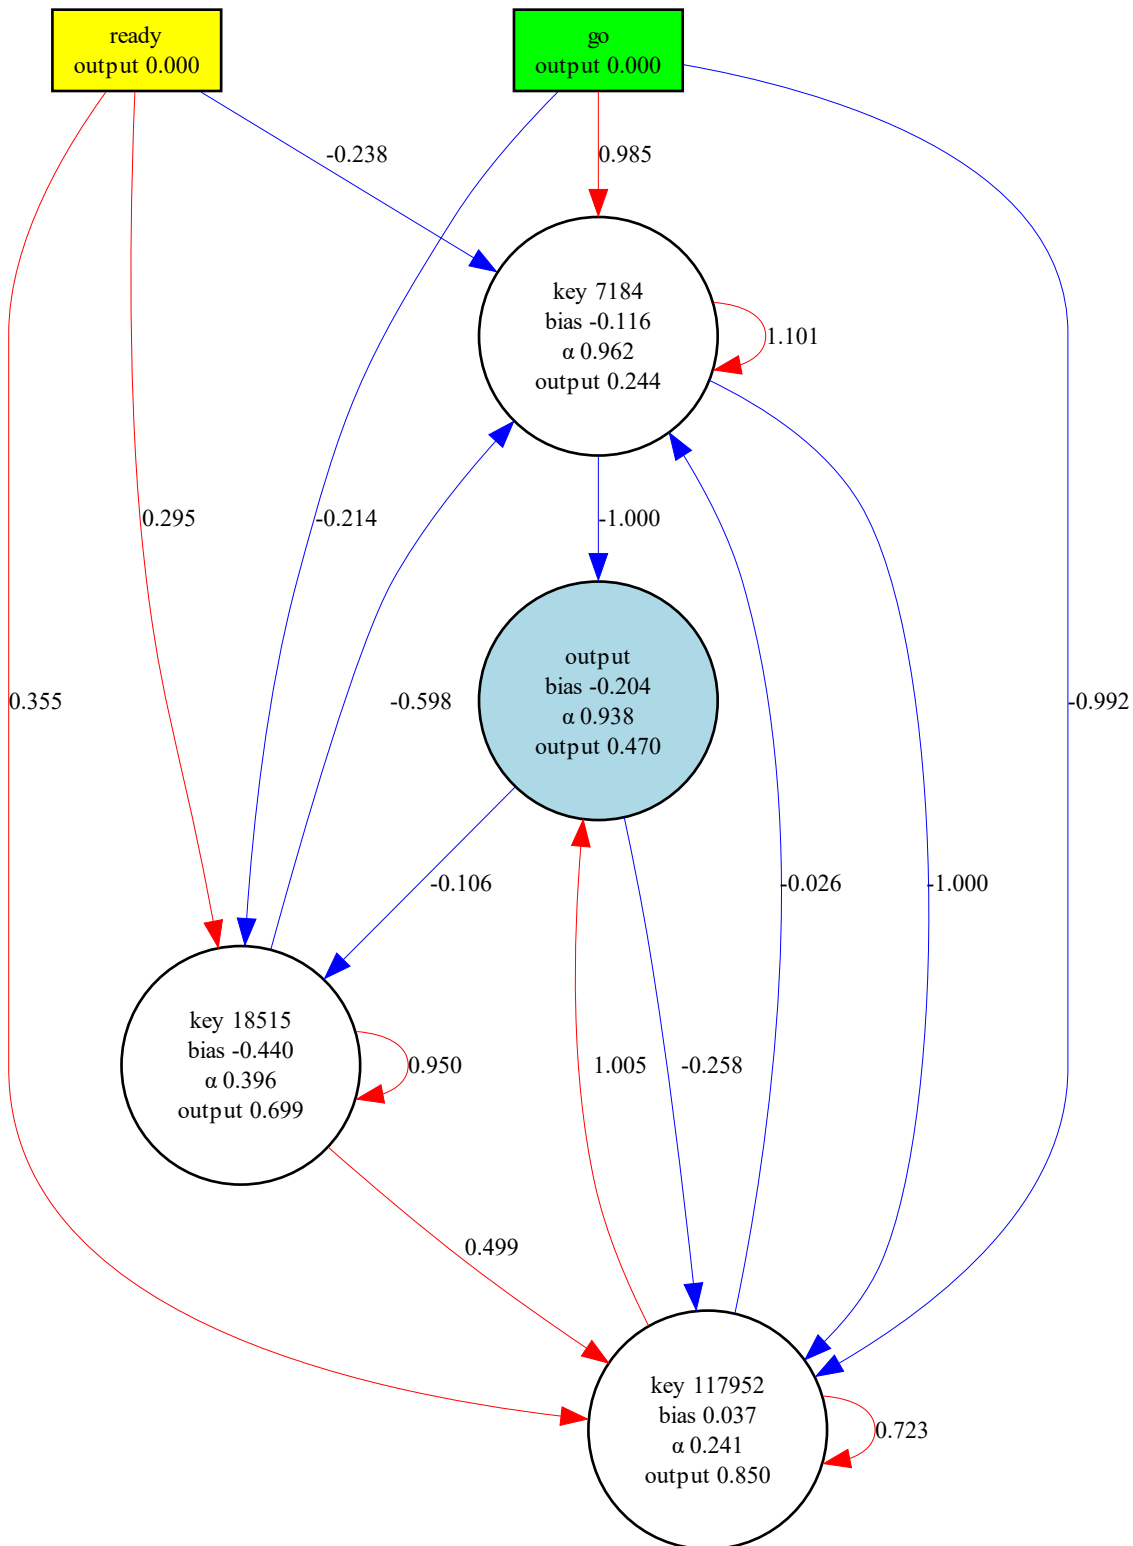 ready
output 0.000
go
output 0.000
-0.238
0.985
key 7184
bias -0.116
α 0.962
output 0.244
1.101
0.295
-0.214
-1.000
output
bias -0.204
α 0.938
output 0.470
0.355
-0.598
-0.992
-0.106
-0.026
-1.000
key 18515
bias -0.440
α 0.396
output 0.699
0.950
1.005
-0.258
0.499
key 117952
bias 0.037
α 0.241
output 0.850
0.723